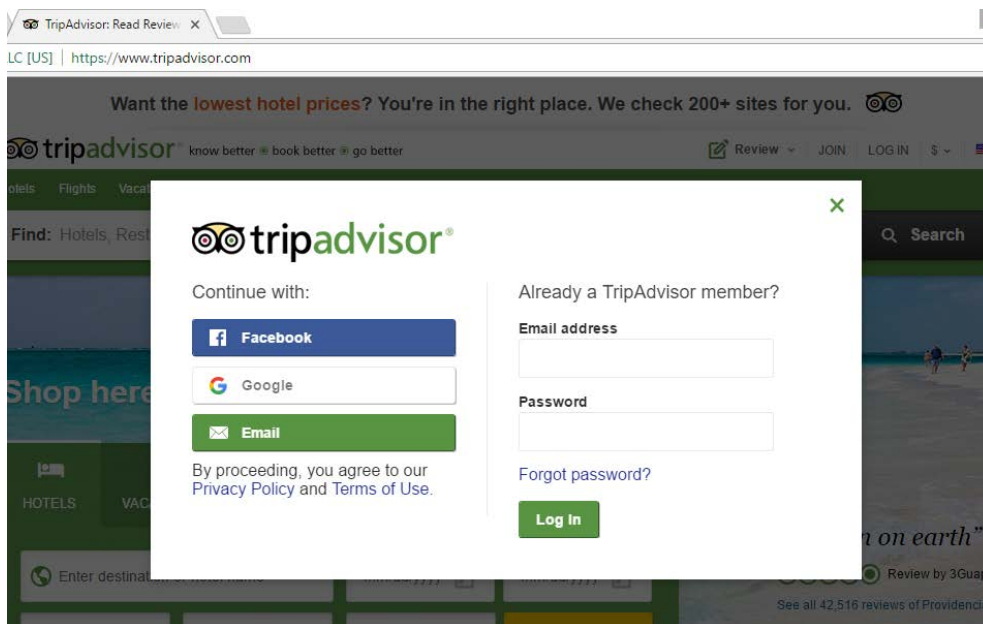 TripAdvisor: Read Review
LC [US] https://www.tripadvisor.com
Want the lowest hotel prices? You're in the right place. We check 200+ sites for you.
tripadvisor® know better book better go better
Review JOIN LOG IN $
otels Flights Vacat
Find: Hotels, Rest
Search
tripadvisor®
Continue with:
Facebook
Google
Email
By proceeding, you agree to our
Privacy Policy and Terms of Use.
Already a TripAdvisor member?
Email address
Password
Forgot password?
Log In
Shop here
HOTELS VAC
Enter destinat
n on earth"
Review by 3Gua
See all 42,516 reviews of Providenci